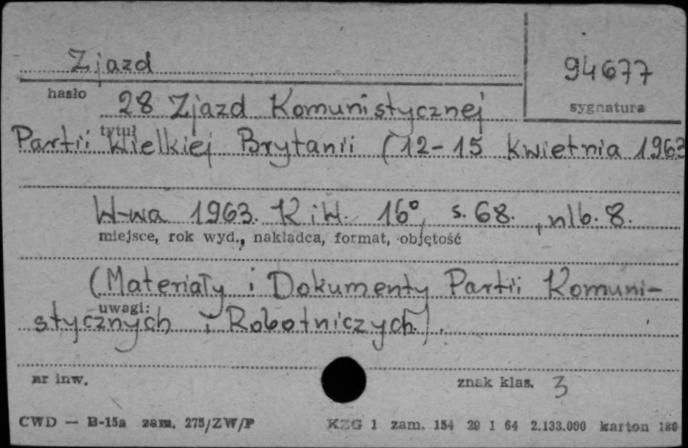 Zjazd
94677
hasło
sygnatura
28 Zjazd Komunistycznej
tytuł
Partii Wielkiej Brytanii (12-15 kwietnia 1963
W-wa 1963. KiW. 16°, s. 68. , nlb. 8.
miejsce, rok wyd., nakładca, format, objętość
(Materiały i Dokumenty Partii Komuni-
uwagi:
stycznych i Robotniczych).
nr inw.
znak klas. 3
CWD — B-15a zam. 275/ZW/P KZG 1 zam. 154 20 1 64 2.133.000 karton